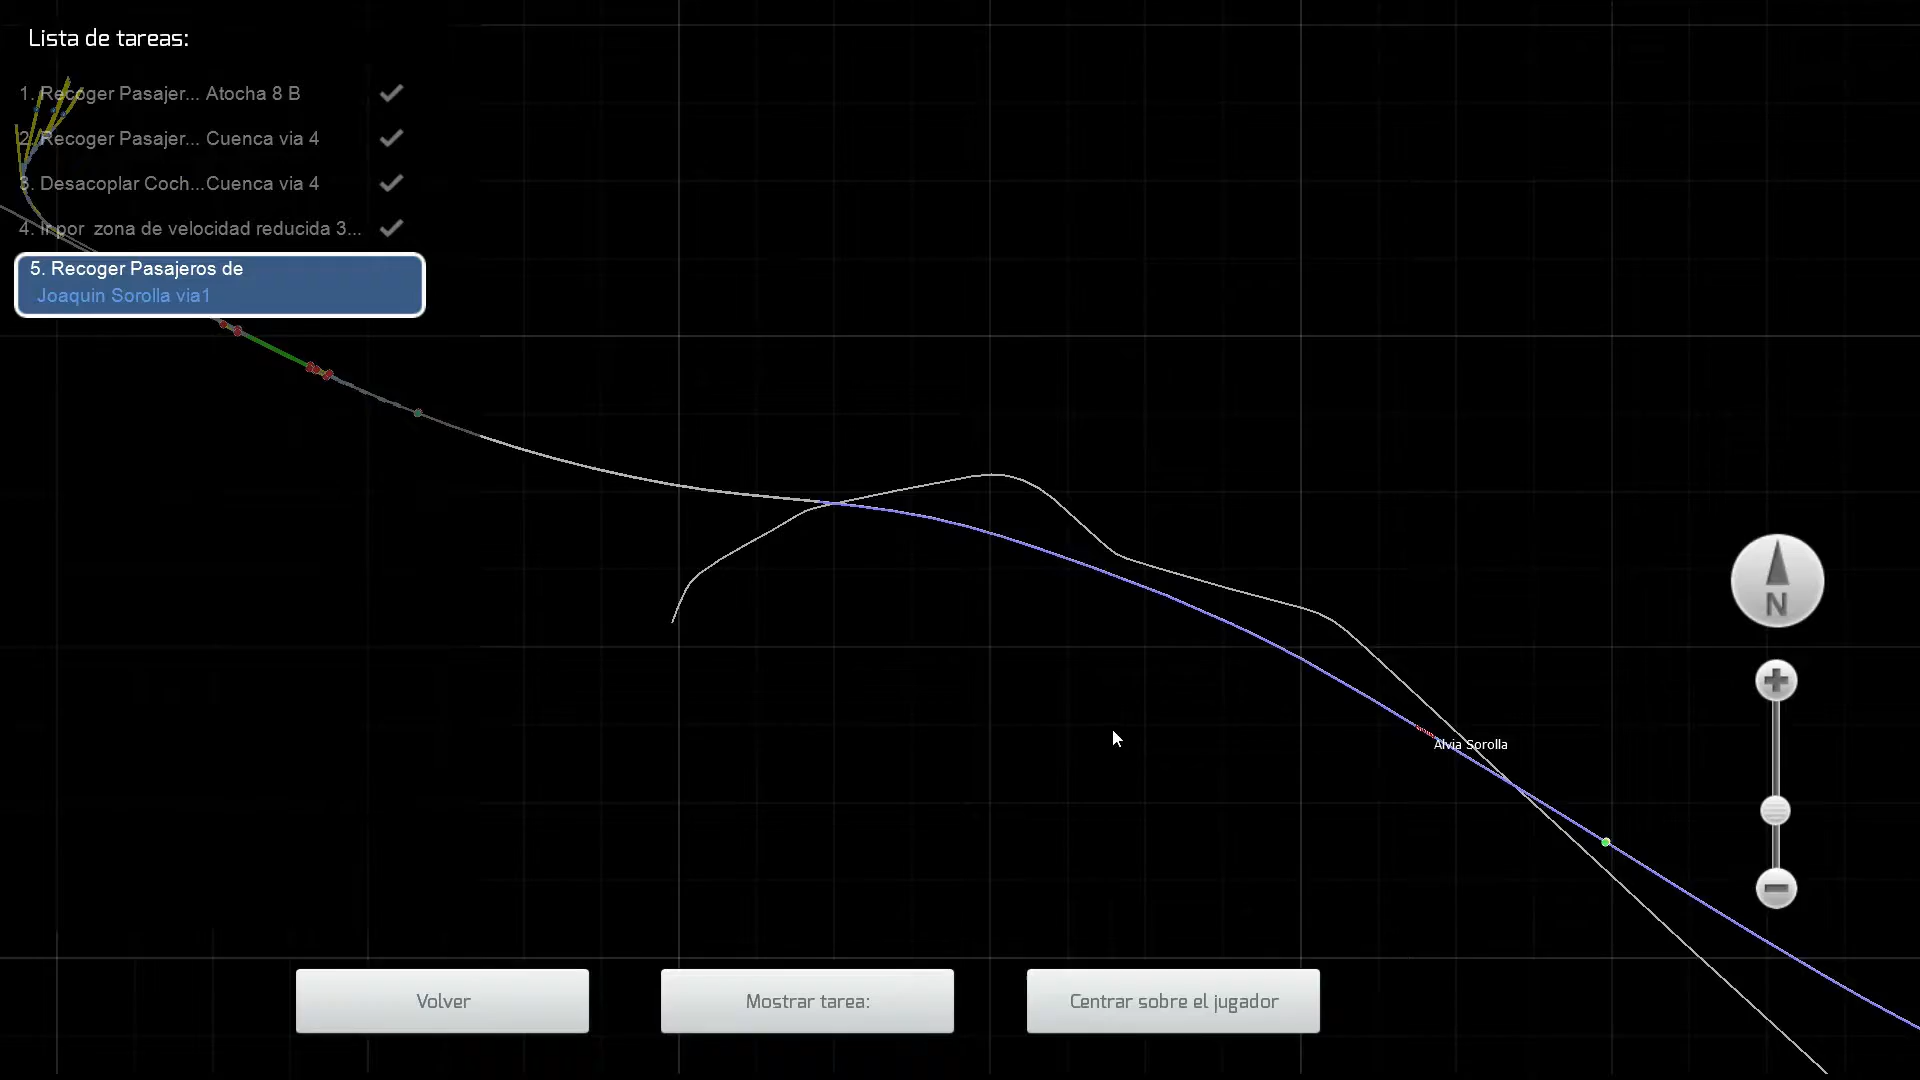 Lista de tareas:
1. Recoger Pasajer... Atocha 8 B
2. Recoger Pasajer... Cuenca via 4
3. Desacoplar Coch...Cuenca via 4
4. Ir por  zona de velocidad reducida 3...
5. Recoger Pasajeros de
Joaquin Sorolla via1
N
Alvia Sorolla
Volver
Mostrar tarea:
Centrar sobre el jugador